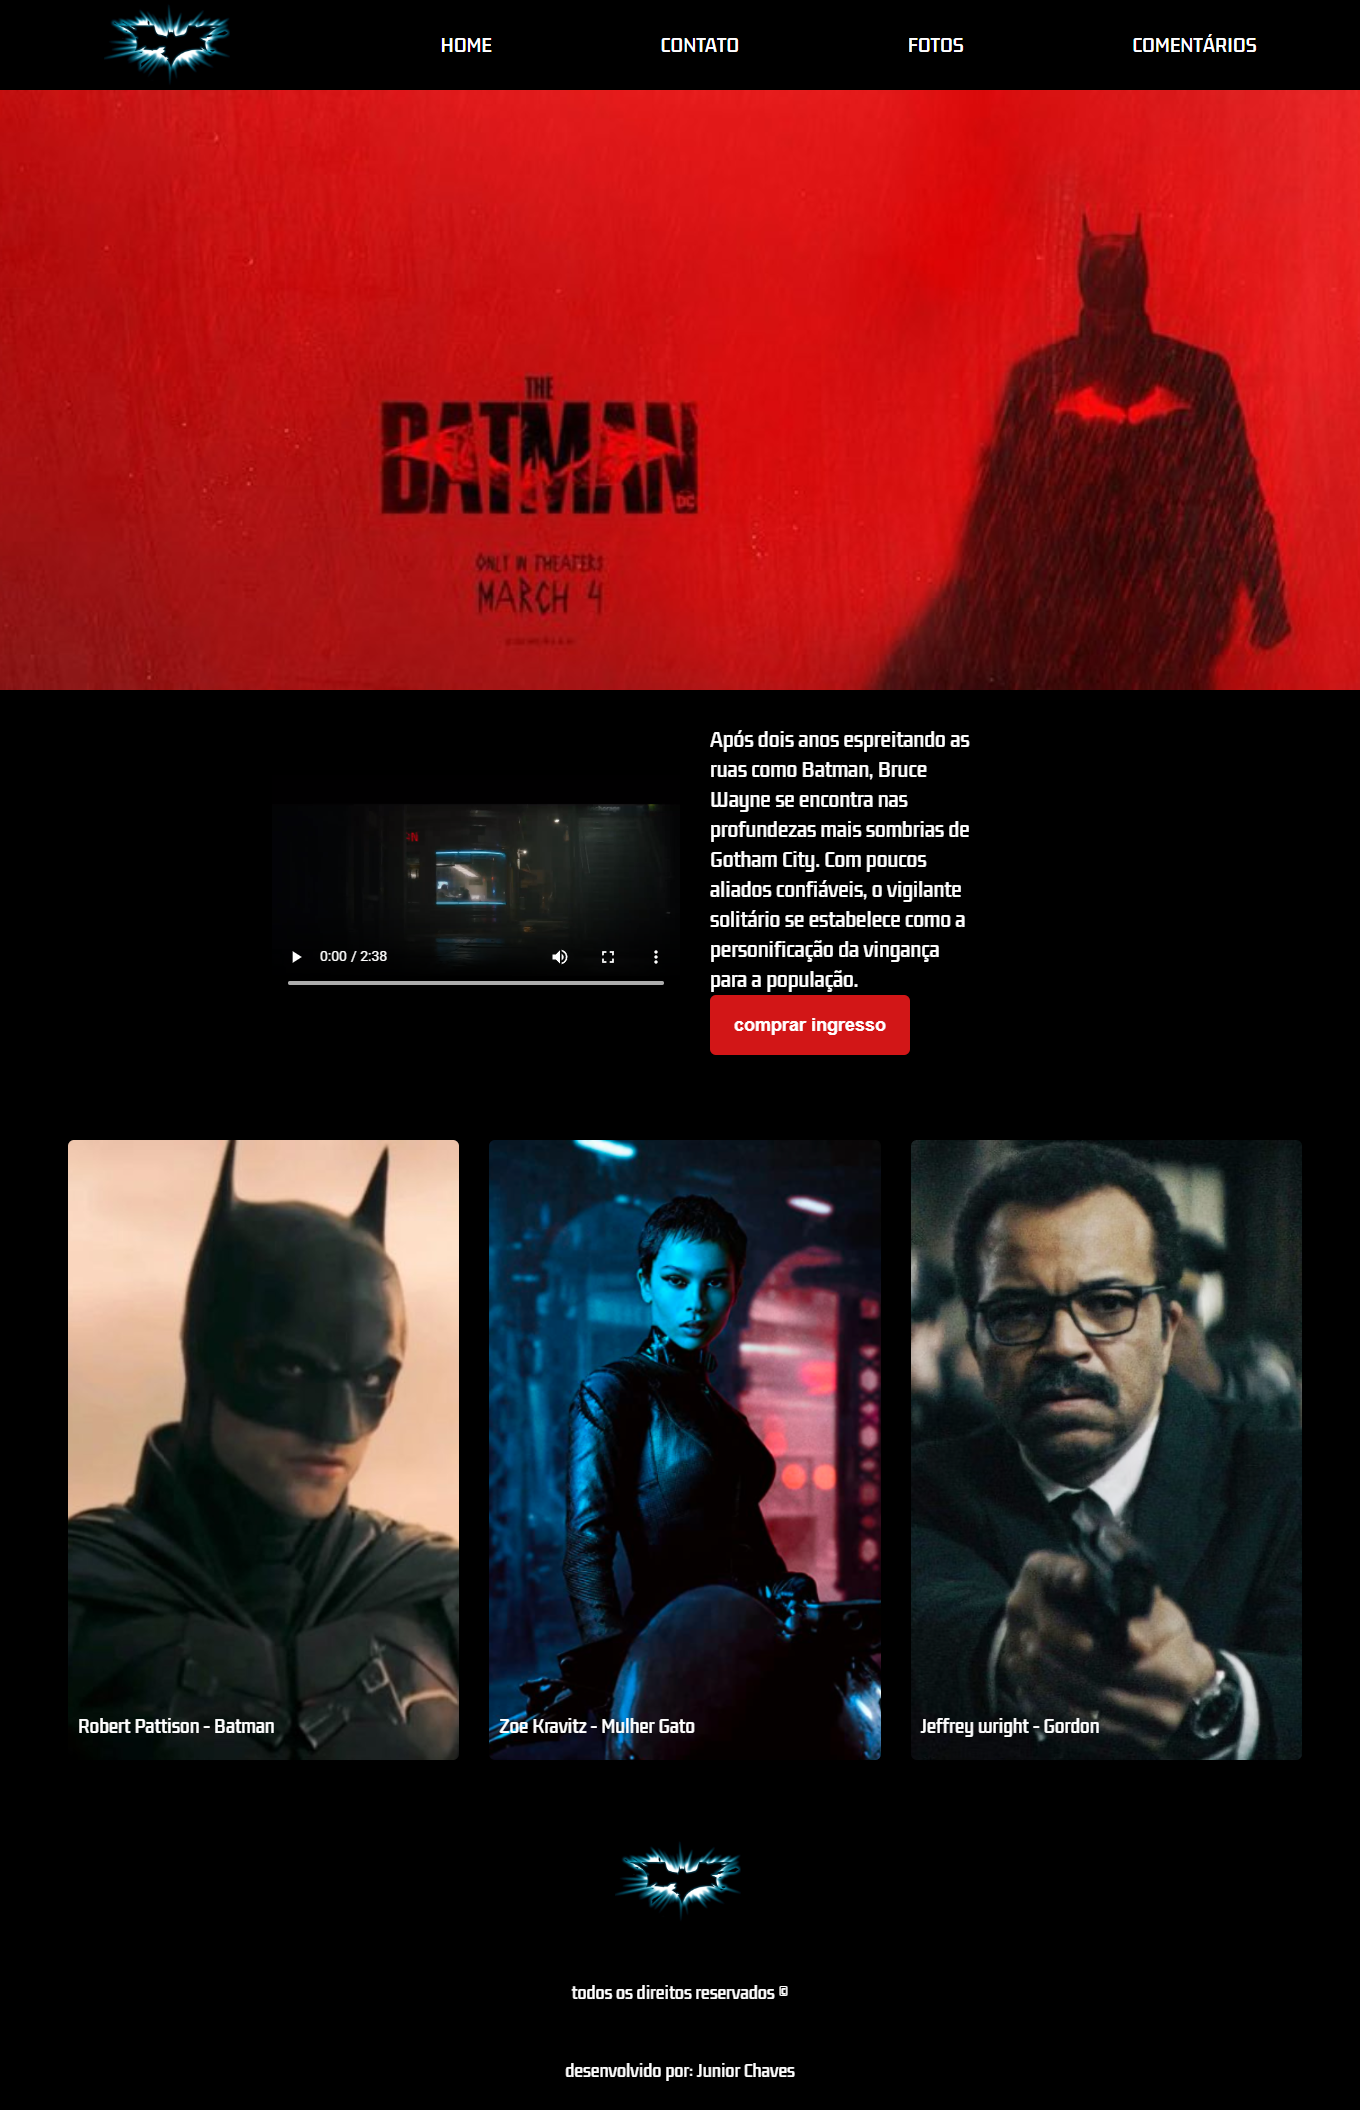 HOME CONTATO FOTOS COMENTÁRIOS
THE
BATMAN
DC
ONLY IN THEATERS
MARCH 4
Após dois anos espreitando as
ruas como Batman, Bruce
Wayne se encontra nas
profundezas mais sombrias de
Gotham City. Com poucos
aliados confiáveis, o vigilante
solitário se estabelece como a
personificação da vingança
para a população.
0:00 / 2:38
comprar ingresso
Robert Pattison - Batman
Zoe Kravitz - Mulher Gato
Jeffrey wright - Gordon
todos os direitos reservados ©
desenvolvido por: Junior Chaves